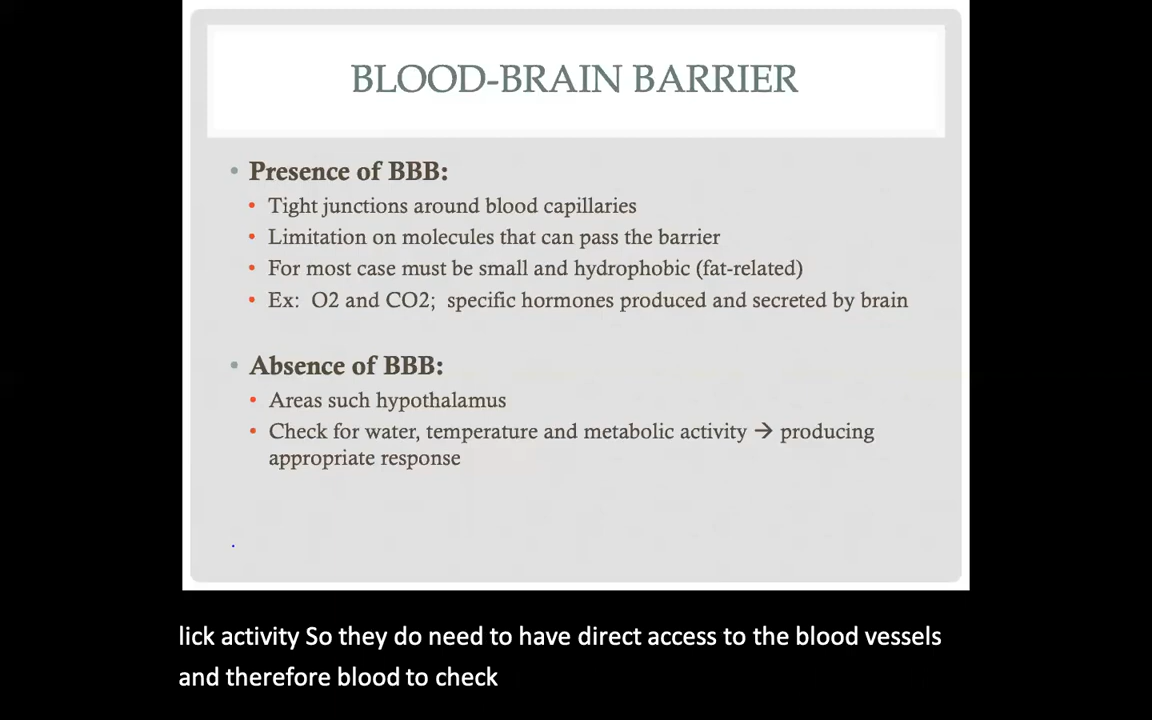 BLOOD-BRAIN BARRIER
• Presence of BBB:
• Tight junctions around blood capillaries
• Limitation on molecules that can pass the barrier
• For most case must be small and hydrophobic (fat-related)
• Ex: O2 and CO2; specific hormones produced and secreted by brain
• Absence of BBB:
• Areas such hypothalamus
• Check for water, temperature and metabolic activity → producing
appropriate response
lick activity So they do need to have direct access to the blood vessels
and therefore blood to check